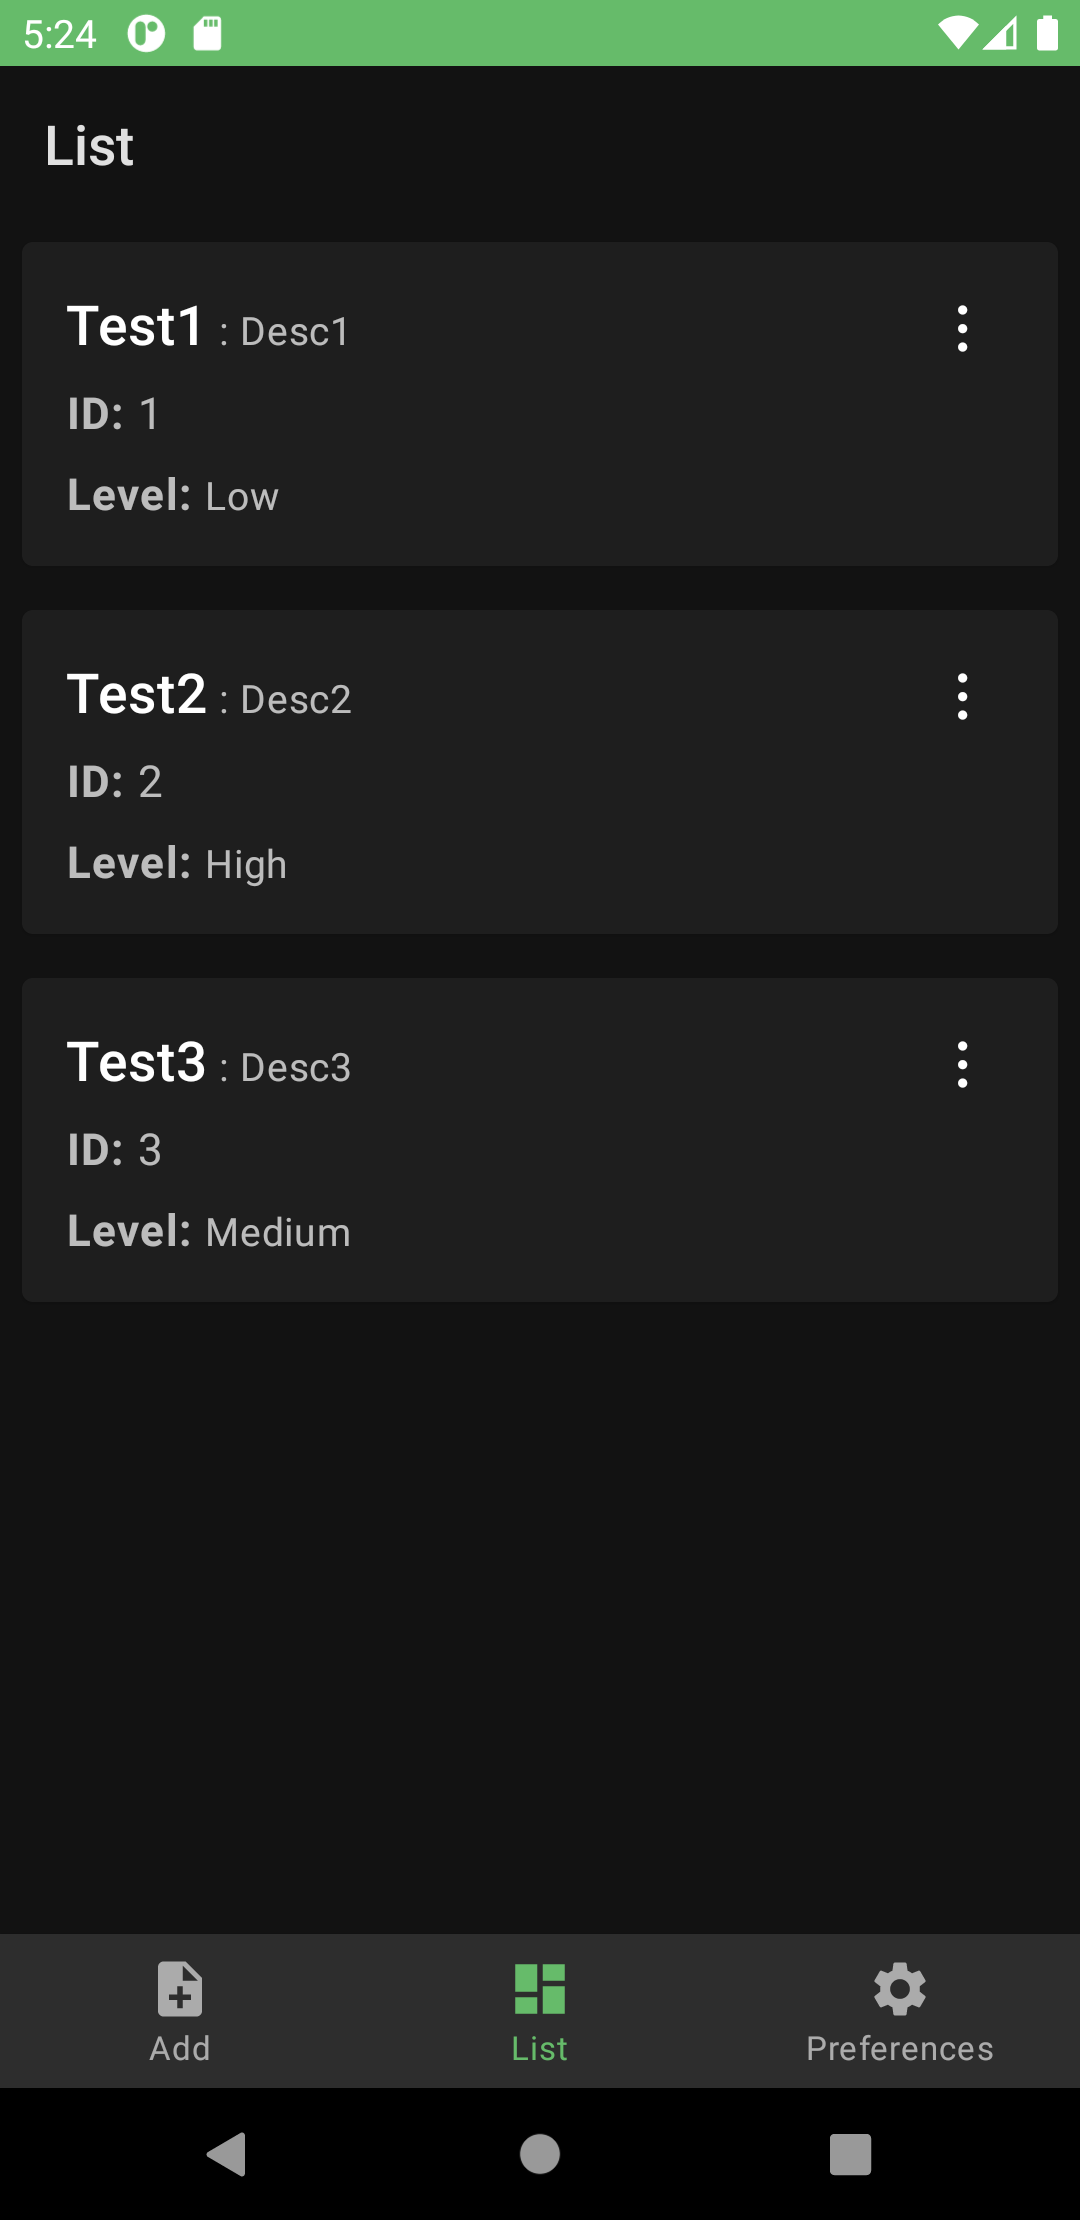 5:24
List
Test1 : Desc1
ID: 1
Level: Low
Test2 : Desc2
ID: 2
Level: High
Test3 : Desc3
ID: 3
Level: Medium
Add
List
Preferences